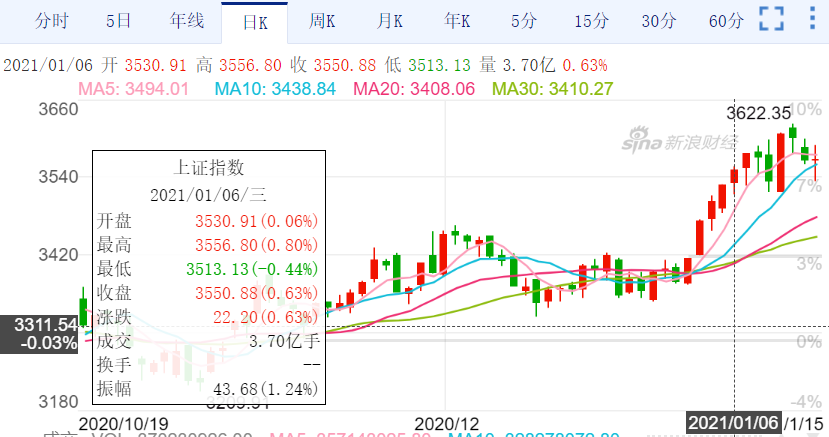 分时 5日 年线 日K 周K 月K 年K 5分 15分 30分 60分
2021/01/06 开 3530.91 高 3556.80 收 3550.88 低 3513.13 量 3.70亿 0.63%
MA5: 3494.01 MA10: 3438.84 MA20: 3408.06 MA30: 3410.27
3660 3622.35 10%
sina 新浪财经
上证指数
3540 7%
2021/01/06/三
开盘 3530.91(0.06%)
最高 3556.80(0.80%)
3420 3%
最低 3513.13(-0.44%)
收盘 3550.88(0.63%)
涨跌 22.20(0.63%)
3311.54
-0.03% 0%
成交 3.70亿手
换手 --
振幅 43.68(1.24%)
3180 -4%
2020/10/19 2020/12 2021/01/06 /1/15